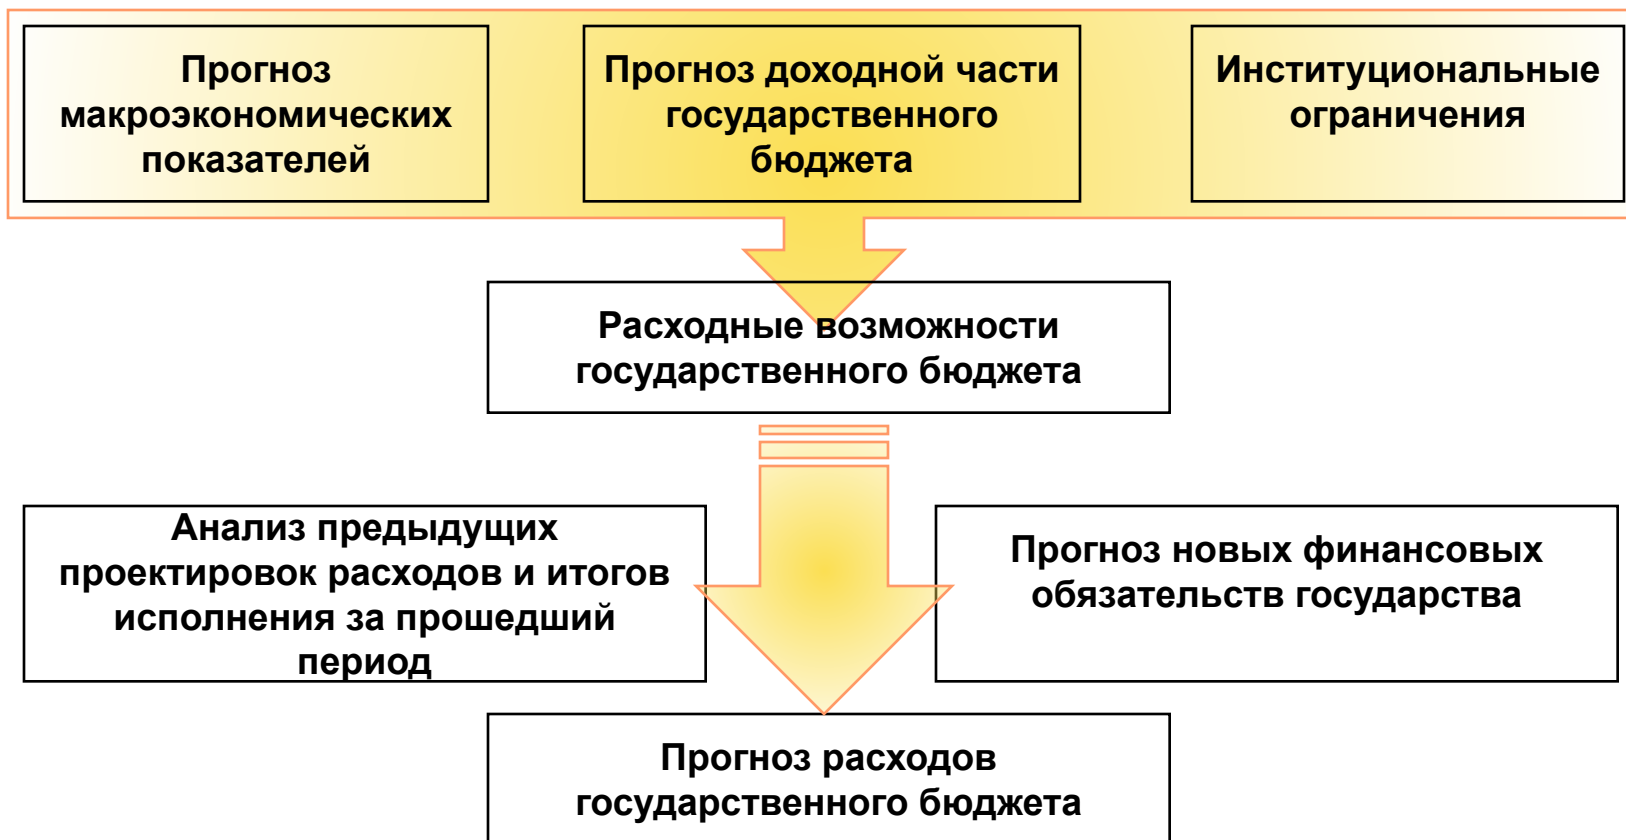 Прогноз
макроэкономических
показателей
Прогноз доходной части
государственного
бюджета
Институциональные
ограничения
Расходные возможности
государственного бюджета
Анализ предыдущих
проектировок расходов и итогов
исполнения за прошедший
период
Прогноз новых финансовых
обязательств государства
Прогноз расходов
государственного бюджета